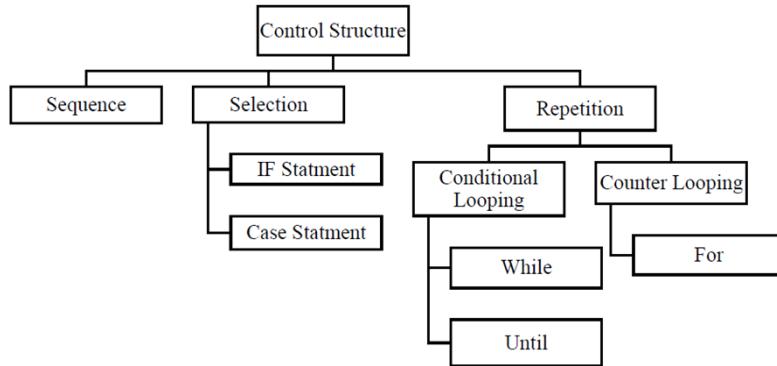 Control Structure
Sequence
Selection
Repetition
IF Statment
Case Statment
Conditional
Looping
Counter Looping
While
For
Until